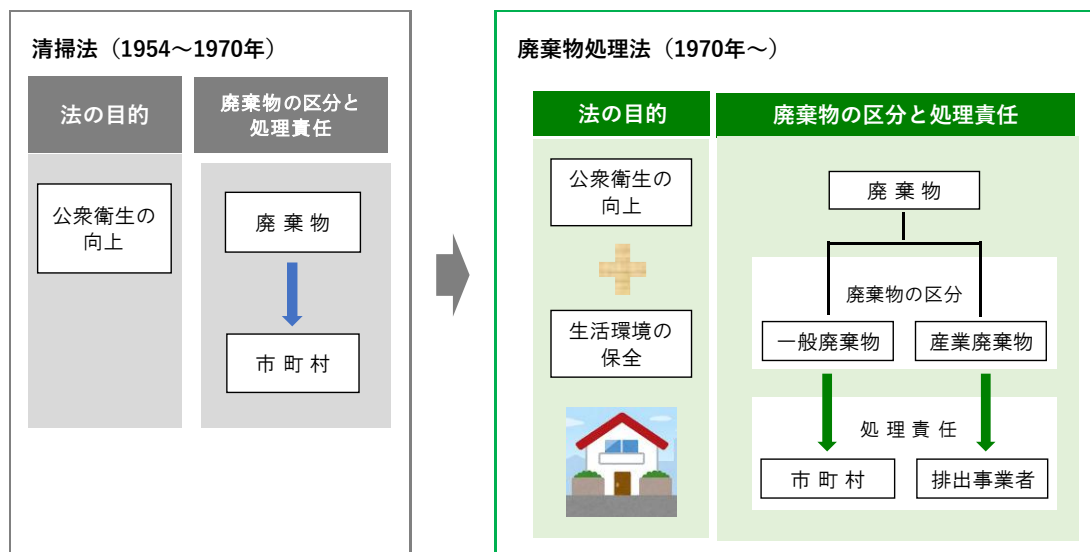 清掃法（1954～1970年）
法の目的
廃棄物の区分と
処理責任
公衆衛生の
向上
廃 棄 物
市 町 村
廃棄物処理法（1970年～）
法の目的
廃棄物の区分と処理責任
公衆衛生の
向上
生活環境の
保全
廃 棄 物
廃棄物の区分
一般廃棄物
産業廃棄物
処 理 責 任
市 町 村
排出事業者